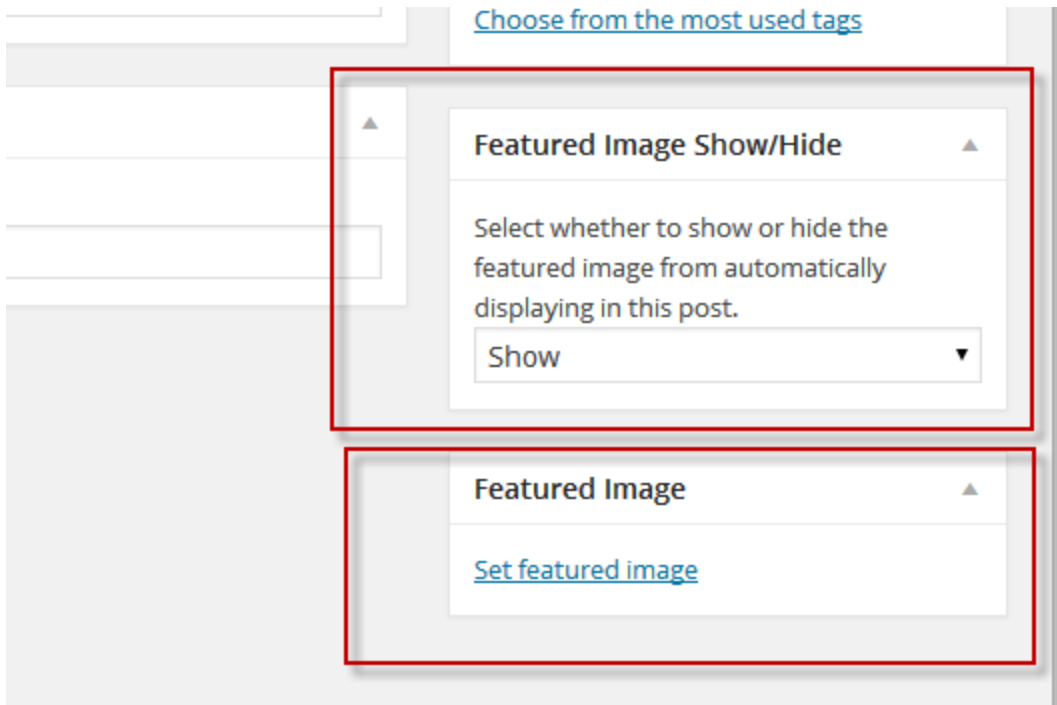 Choose from the most used tags
Featured Image Show/Hide
Select whether to show or hide the
featured image from automatically
displaying in this post.
Show
Featured Image
Set featured image